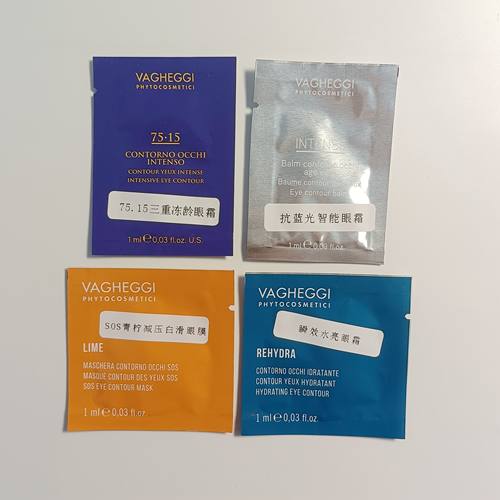 VAGHEGGI
PHYTOCOSMETICI
75·15
CONTORNO OCCHI
INTENSO
CONTOUR YEUX INTENSE
INTENSIVE EYE CONTOUR
75.15三重冻龄眼霜
1 ml ℮ 0,03 fl.oz. U.S.
VAGHEGGI
PHYTOCOSMETICI
Balm
Baume
Eye contour
抗蓝光智能眼霜
1 ml ℮ 0,03 fl.oz.
VAGHEGGI
PHYTOCOSMETICI
SOS青柠减压白滑眼膜
LIME
MASCHERA CONTORNO OCCHI SOS
MASQUE CONTOUR DES YEUX SOS
SOS EYE CONTOUR MASK
1 ml ℮ 0,03 fl.oz.
VAGHEGGI
PHYTOCOSMETICI
瞬效水亮眼霜
REHYDRA
CONTORNO OCCHI IDRATANTE
CONTOUR YEUX HYDRATANT
HYDRATING EYE CONTOUR
1 ml ℮ 0,03 fl.oz.